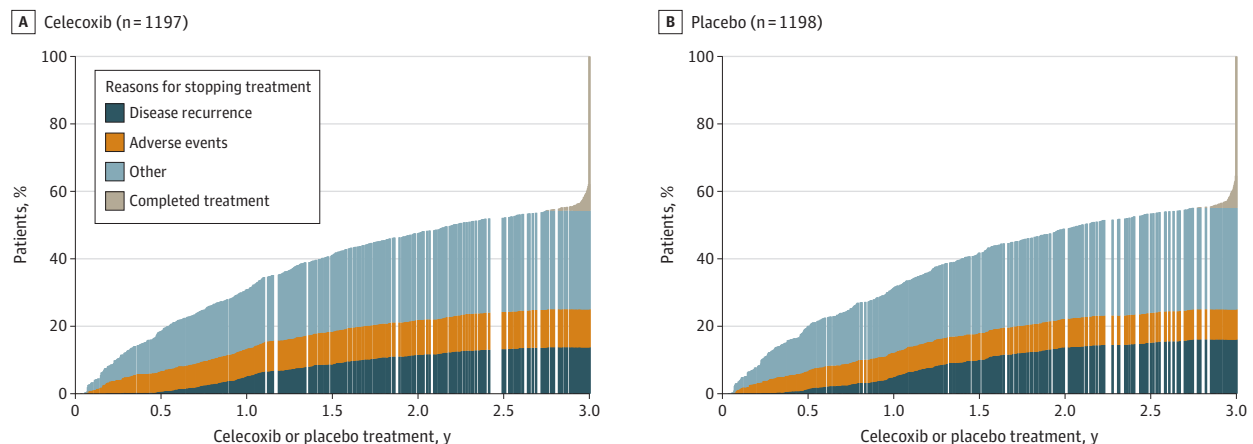 A Celecoxib (n = 1197)
100
80
60
40
20
0
Patients, %
Reasons for stopping treatment
Disease recurrence
Adverse events
Other
Completed treatment
0 0.5 1.0 1.5 2.0 2.5 3.0
Celecoxib or placebo treatment, y
B Placebo (n = 1198)
100
80
60
40
20
0
Patients, %
0 0.5 1.0 1.5 2.0 2.5 3.0
Celecoxib or placebo treatment, y